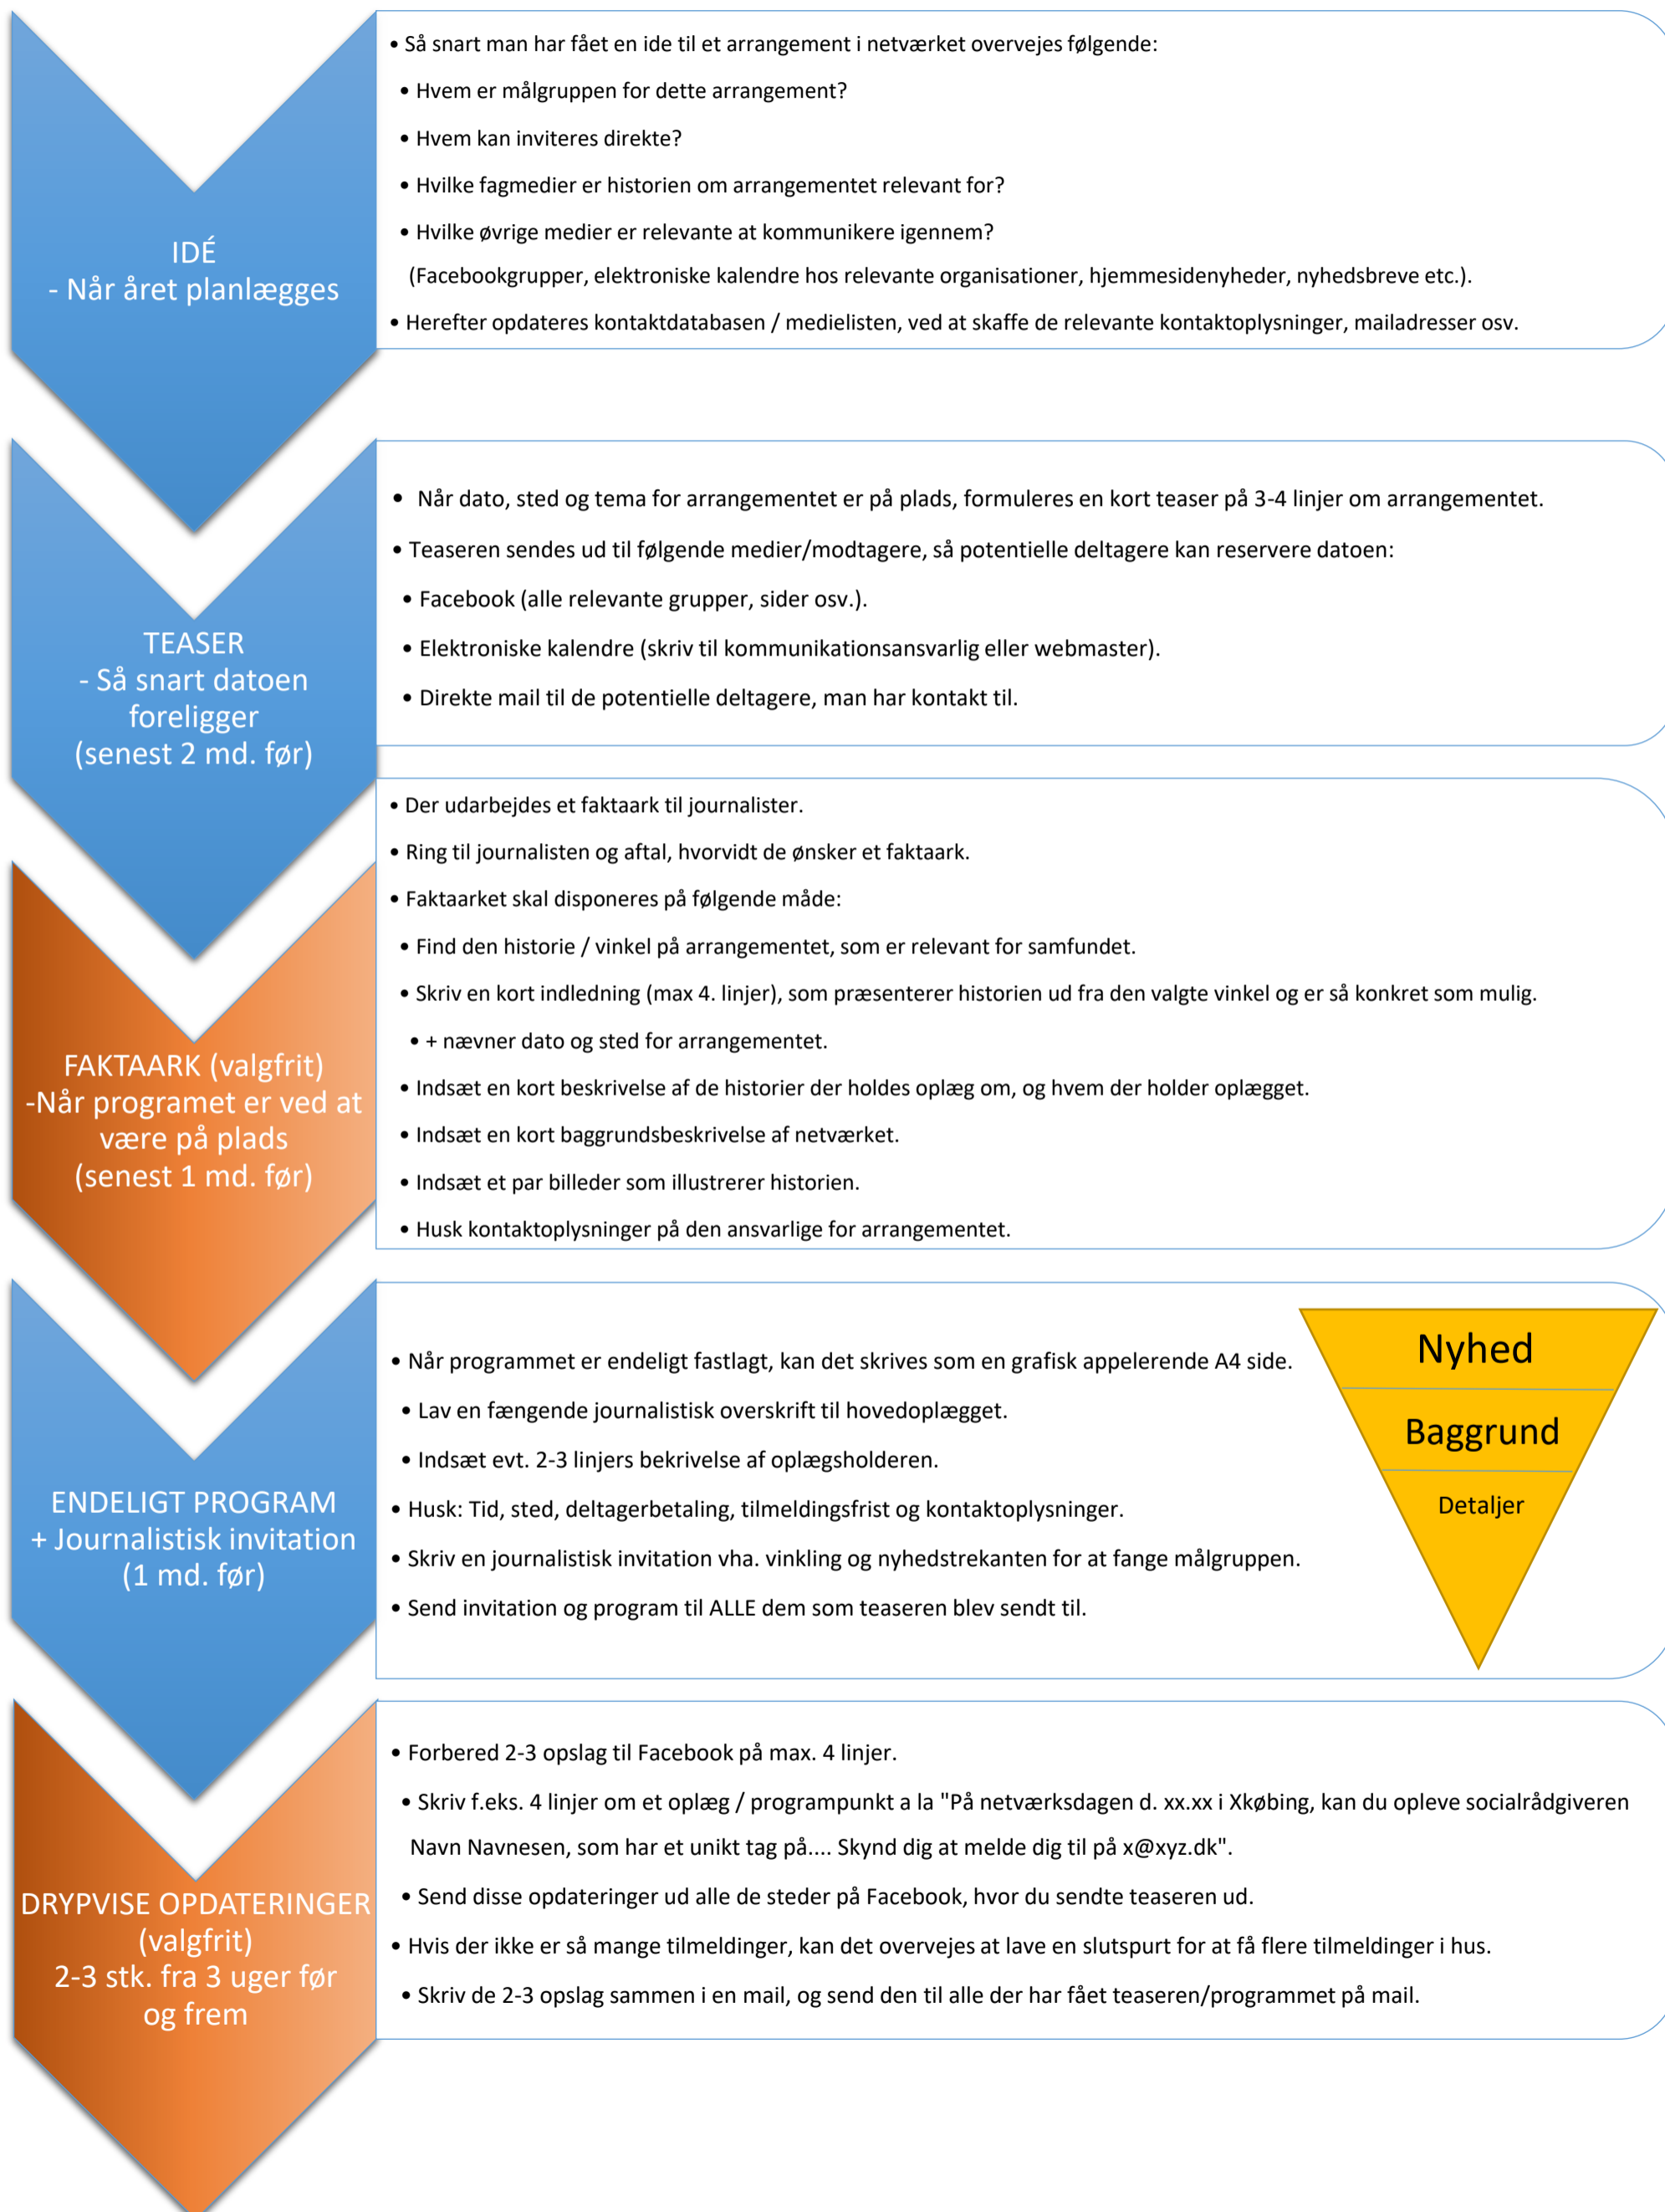 IDÉ
- Når året planlægges
• Så snart man har fået en ide til et arrangement i netværket overvejes følgende:
• Hvem er målgruppen for dette arrangement?
• Hvem kan inviteres direkte?
• Hvilke fagmedier er historien om arrangementet relevant for?
• Hvilke øvrige medier er relevante at kommunikere igennem?
(Facebookgrupper, elektroniske kalendre hos relevante organisationer, hjemmesidenyheder, nyhedsbreve etc.).
• Herefter opdateres kontaktdatabasen / medielisten, ved at skaffe de relevante kontaktoplysninger, mailadresser osv.
TEASER
- Så snart datoen
foreligger
(senest 2 md. før)
• Når dato, sted og tema for arrangementet er på plads, formuleres en kort teaser på 3-4 linjer om arrangementet.
• Teaseren sendes ud til følgende medier/modtagere, så potentielle deltagere kan reservere datoen:
• Facebook (alle relevante grupper, sider osv.).
• Elektroniske kalendre (skriv til kommunikationsansvarlig eller webmaster).
• Direkte mail til de potentielle deltagere, man har kontakt til.
FAKTAARK (valgfrit)
-Når programet er ved at
være på plads
(senest 1 md. før)
• Der udarbejdes et faktaark til journalister.
• Ring til journalisten og aftal, hvorvidt de ønsker et faktaark.
• Faktaarket skal disponeres på følgende måde:
• Find den historie / vinkel på arrangementet, som er relevant for samfundet.
• Skriv en kort indledning (max 4. linjer), som præsenterer historien ud fra den valgte vinkel og er så konkret som mulig.
• + nævner dato og sted for arrangementet.
• Indsæt en kort beskrivelse af de historier der holdes oplæg om, og hvem der holder oplægget.
• Indsæt en kort baggrundsbeskrivelse af netværket.
• Indsæt et par billeder som illustrerer historien.
• Husk kontaktoplysninger på den ansvarlige for arrangementet.
ENDELIGT PROGRAM
+ Journalistisk invitation
(1 md. før)
• Når programmet er endeligt fastlagt, kan det skrives som en grafisk appelerende A4 side.
• Lav en fængende journalistisk overskrift til hovedoplægget.
• Indsæt evt. 2-3 linjers bekrivelse af oplægsholderen.
• Husk: Tid, sted, deltagerbetaling, tilmeldingsfrist og kontaktoplysninger.
• Skriv en journalistisk invitation vha. vinkling og nyhedstrekanten for at fange målgruppen.
• Send invitation og program til ALLE dem som teaseren blev sendt til.
Nyhed
Baggrund
Detaljer
DRYPVISE OPDATERINGER
(valgfrit)
2-3 stk. fra 3 uger før
og frem
• Forbered 2-3 opslag til Facebook på max. 4 linjer.
• Skriv f.eks. 4 linjer om et oplæg / programpunkt a la "På netværksdagen d. xx.xx i Xkøbing, kan du opleve socialrådgiveren
Navn Navnesen, som har et unikt tag på.... Skynd dig at melde dig til på x@xyz.dk".
• Send disse opdateringer ud alle de steder på Facebook, hvor du sendte teaseren ud.
• Hvis der ikke er så mange tilmeldinger, kan det overvejes at lave en slutspurt for at få flere tilmeldinger i hus.
• Skriv de 2-3 opslag sammen i en mail, og send den til alle der har fået teaseren/programmet på mail.